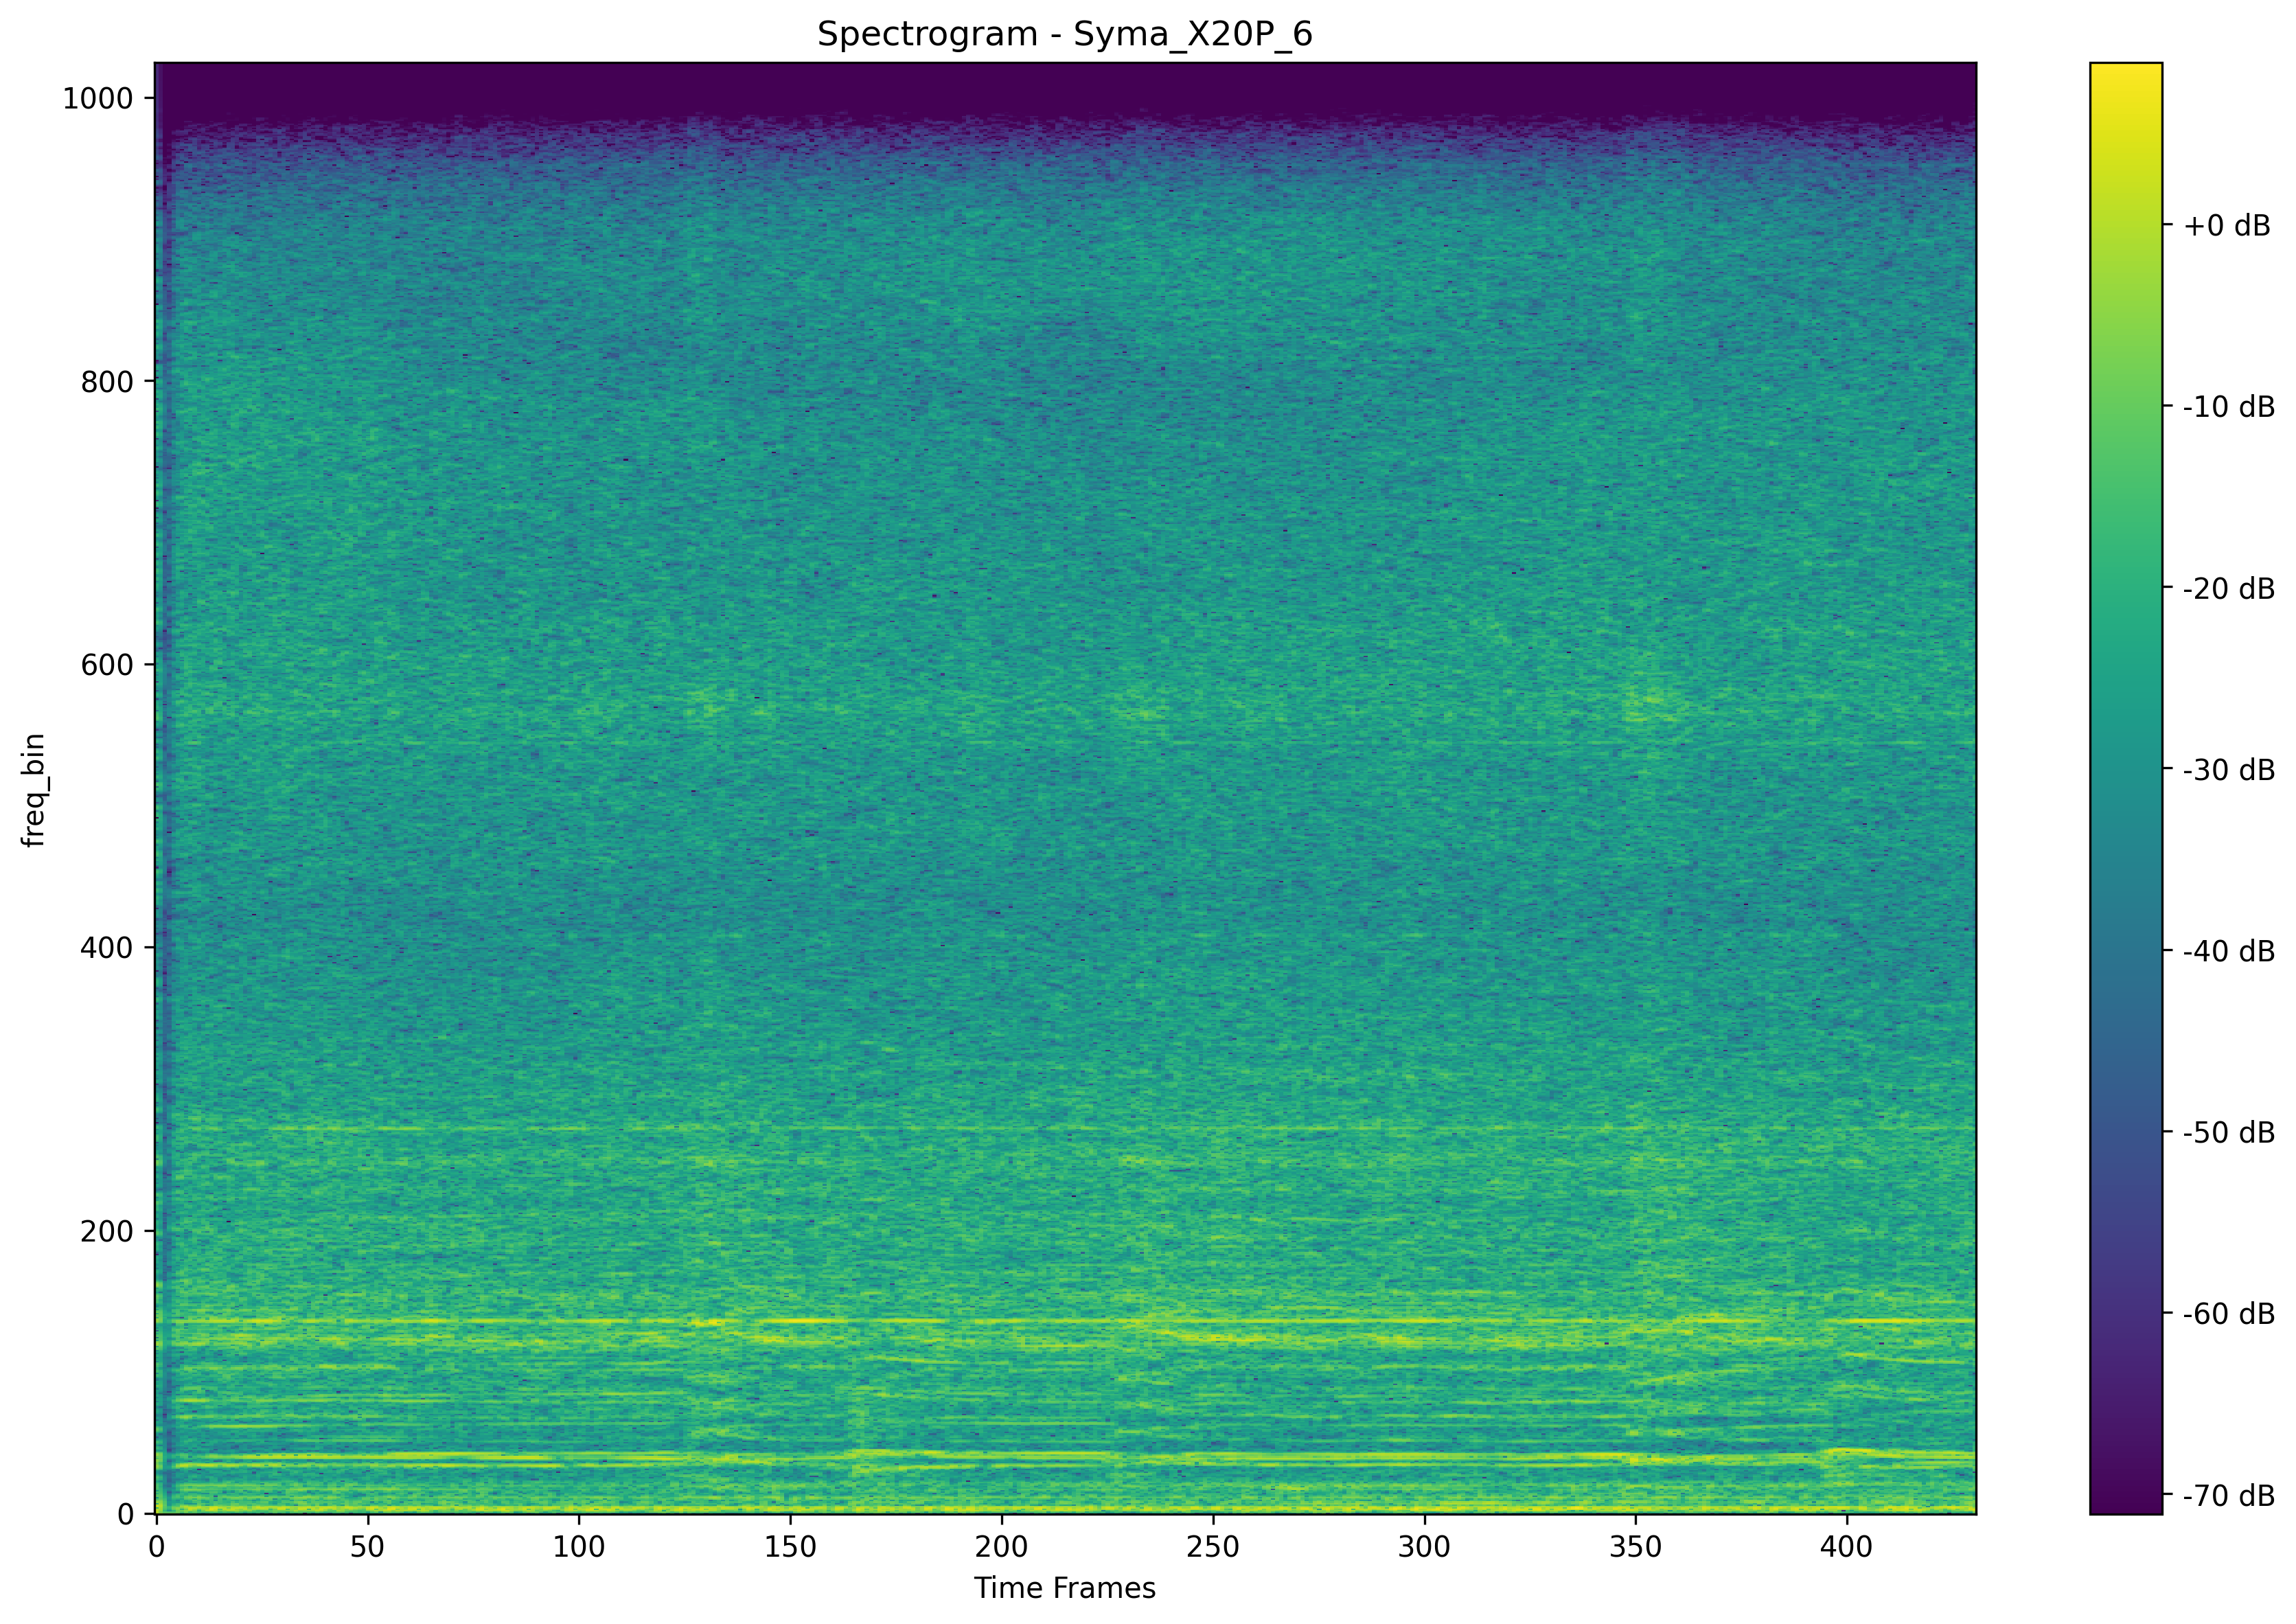 Spectrogram - Syma_X20P_6
freq_bin
1000
800
600
400
200
0
0 50 100 150 200 250 300 350 400
Time Frames
+0 dB
-10 dB
-20 dB
-30 dB
-40 dB
-50 dB
-60 dB
-70 dB